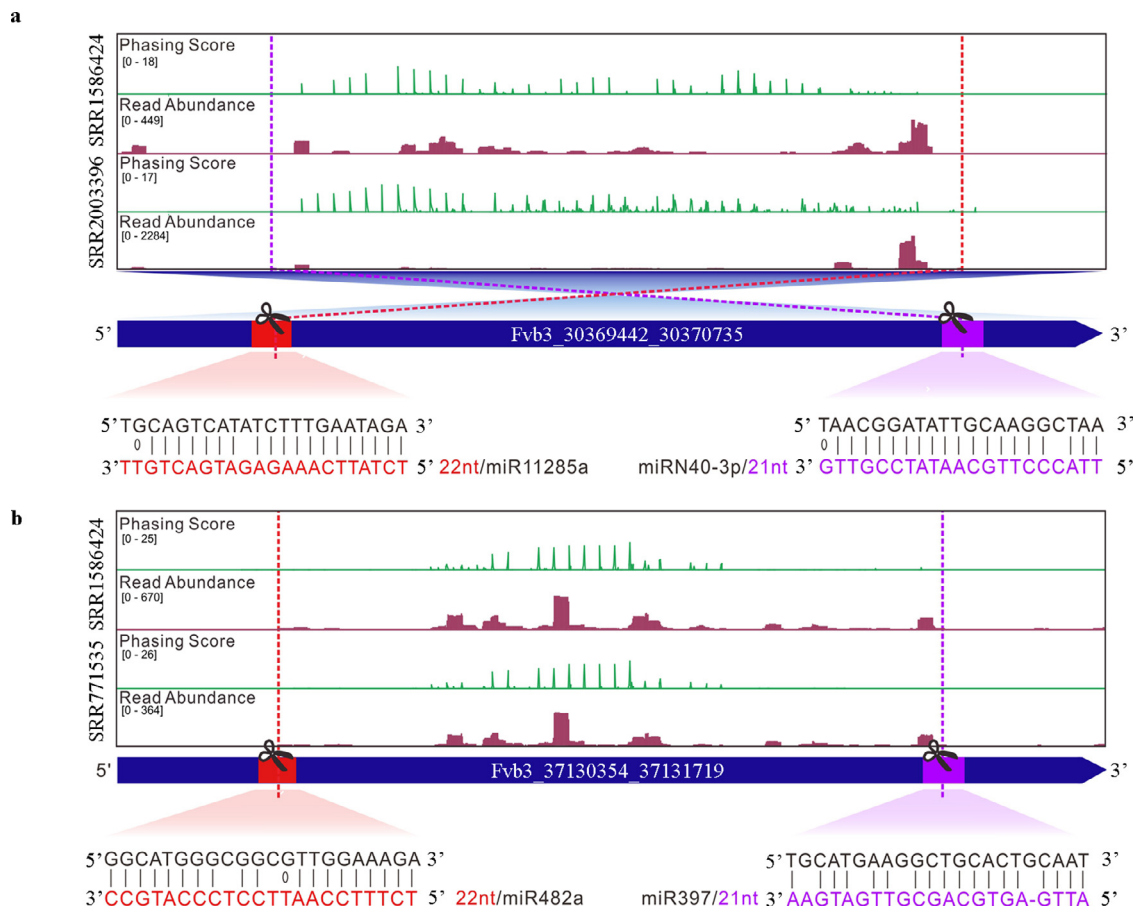 a
SRR1586424
Phasing Score
[0 - 18]
Read Abundance
[0 - 449]
SRR2003396
Phasing Score
[0 - 17]
Read Abundance
[0 - 2284]
5’ Fvb3_30369442_30370735 3’
5’TGCAGTCATATCTTTGAATAGA 3’
0
3’TTGTCAGTAGAGAAACTTATCT 5’ 22nt/miR11285a
5’ TAACGGATATTGCAAGGCTAA 3’
0
miRN40-3p/21nt 3’ GTTGCCTATAACGTTCCCATT 5’
b
SRR1586424
Phasing Score
[0 - 25]
Read Abundance
[0 - 670]
SRR771535
Phasing Score
[0 - 26]
Read Abundance
[0 - 364]
5’ Fvb3_37130354_37131719 3’
5’GGCATGGGCGGCGTTGGAAAGA 3’
0
3’CCGTACCCTCCTTAACCTTTCT 5’ 22nt/miR482a
5’TGCATGAAGGCTGCACTGCAAT 3’
miR397/21nt 3’AAGTAGTTGCGACGTGA-GTTA 5’